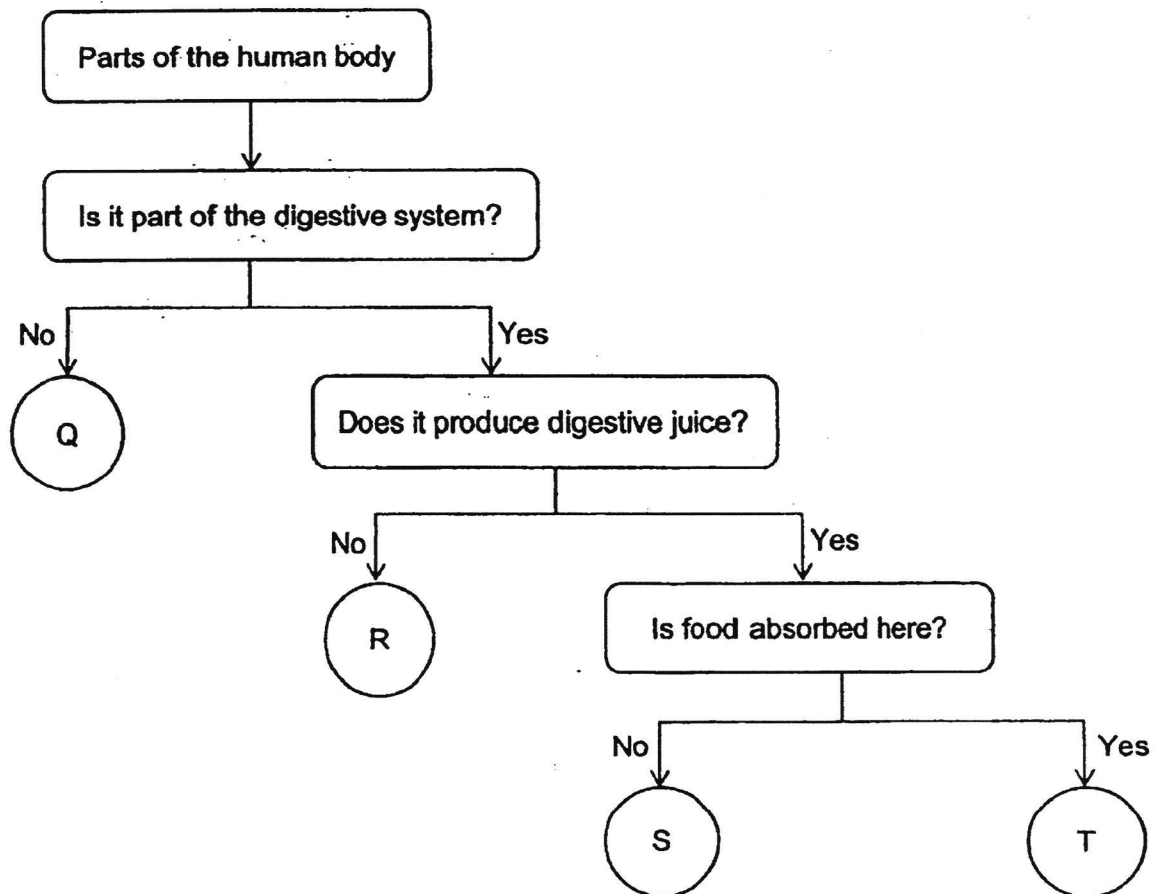 Parts of the human body
Is it part of the digestive system?
No
Yes
Q
Does it produce digestive juice?
No
Yes
R
Is food absorbed here?
No
Yes
S
T